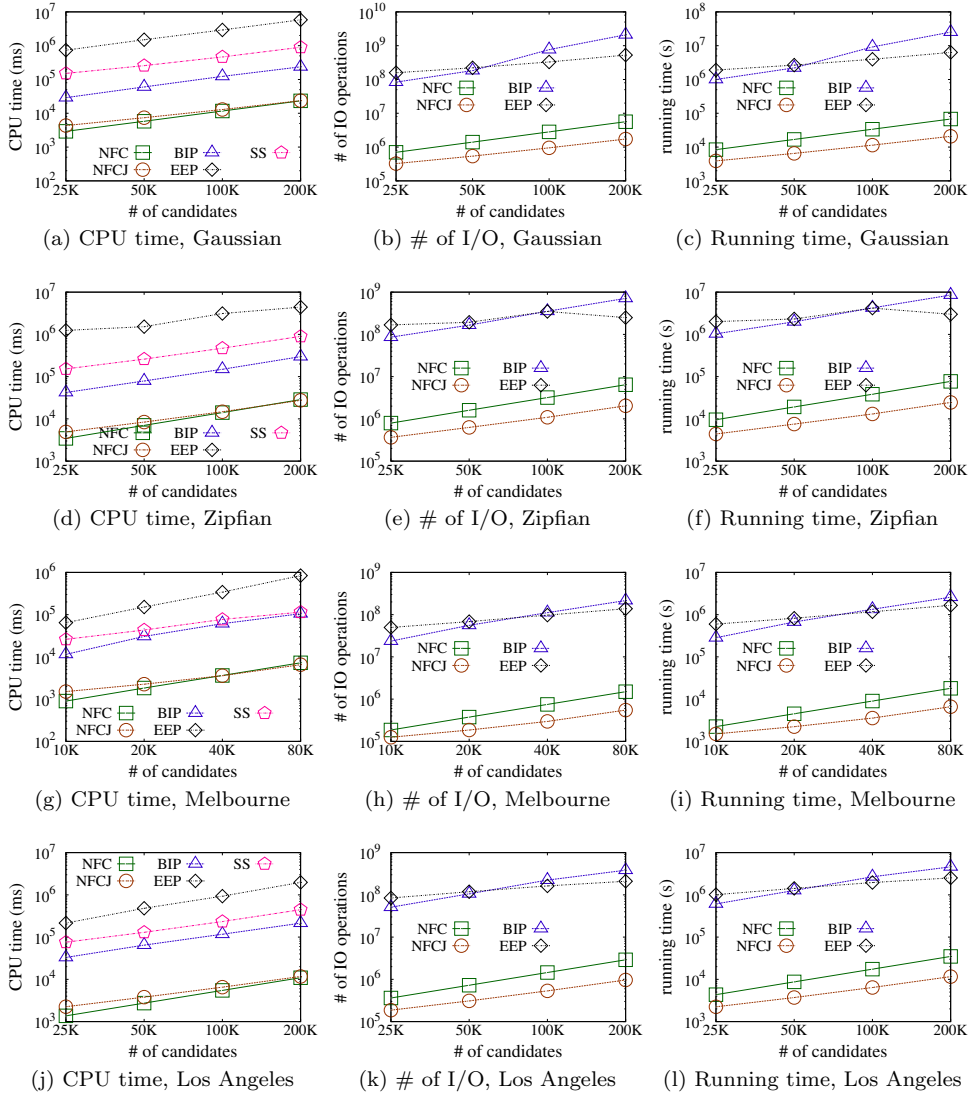 CPU time (ms)
10^7
10^6
10^5
10^4
10^3
10^2
NFC
NFCJ
BIP
EEP
SS
25K 50K 100K 200K
# of candidates
(a) CPU time, Gaussian
# of IO operations
10^10
10^9
10^8
10^7
10^6
10^5
NFC
NFCJ
BIP
EEP
25K 50K 100K 200K
# of candidates
(b) # of I/O, Gaussian
running time (s)
10^8
10^7
10^6
10^5
10^4
10^3
NFC
NFCJ
BIP
EEP
25K 50K 100K 200K
# of candidates
(c) Running time, Gaussian
CPU time (ms)
10^7
10^6
10^5
10^4
10^3
NFC
NFCJ
BIP
EEP
SS
25K 50K 100K 200K
# of candidates
(d) CPU time, Zipfian
# of IO operations
10^9
10^8
10^7
10^6
10^5
NFC
NFCJ
BIP
EEP
25K 50K 100K 200K
# of candidates
(e) # of I/O, Zipfian
running time (s)
10^7
10^6
10^5
10^4
10^3
NFC
NFCJ
BIP
EEP
25K 50K 100K 200K
# of candidates
(f) Running time, Zipfian
CPU time (ms)
10^6
10^5
10^4
10^3
10^2
NFC
NFCJ
BIP
EEP
SS
10K 20K 40K 80K
# of candidates
(g) CPU time, Melbourne
# of IO operations
10^9
10^8
10^7
10^6
10^5
NFC
NFCJ
BIP
EEP
10K 20K 40K 80K
# of candidates
(h) # of I/O, Melbourne
running time (s)
10^7
10^6
10^5
10^4
10^3
NFC
NFCJ
BIP
EEP
10K 20K 40K 80K
# of candidates
(i) Running time, Melbourne
CPU time (ms)
10^7
10^6
10^5
10^4
10^3
NFC
NFCJ
BIP
EEP
SS
25K 50K 100K 200K
# of candidates
(j) CPU time, Los Angeles
# of IO operations
10^9
10^8
10^7
10^6
10^5
NFC
NFCJ
BIP
EEP
25K 50K 100K 200K
# of candidates
(k) # of I/O, Los Angeles
running time (s)
10^7
10^6
10^5
10^4
10^3
NFC
NFCJ
BIP
EEP
25K 50K 100K 200K
# of candidates
(l) Running time, Los Angeles